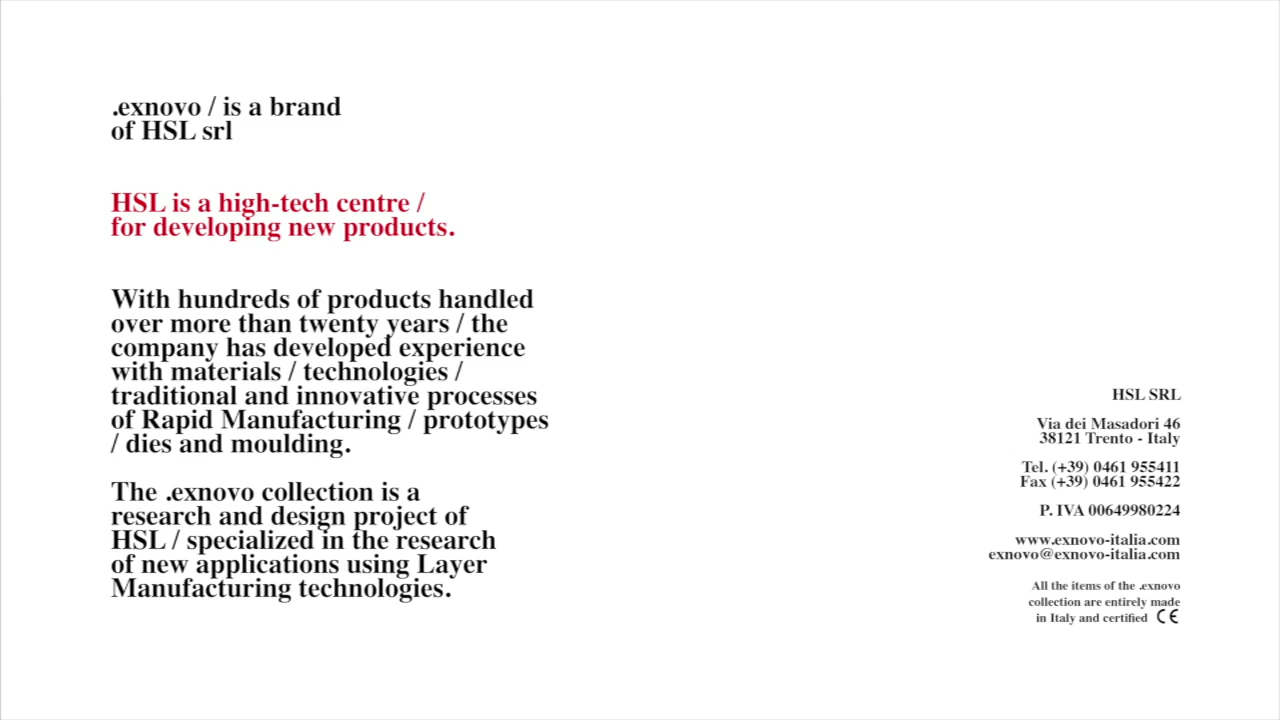 .exnovo / is a brand
of HSL srl
HSL is a high-tech centre /
for developing new products.
With hundreds of products handled
over more than twenty years / the
company has developed experience
with materials / technologies /
traditional and innovative processes
of Rapid Manufacturing / prototypes
/ dies and moulding.
The .exnovo collection is a
research and design project of
HSL / specialized in the research
of new applications using Layer
Manufacturing technologies.
HSL SRL
Via dei Masadori 46
38121 Trento - Italy
Tel. (+39) 0461 955411
Fax (+39) 0461 955422
P. IVA 00649980224
www.exnovo-italia.com
exnovo@exnovo-italia.com
All the items of the .exnovo
collection are entirely made
in Italy and certified CE